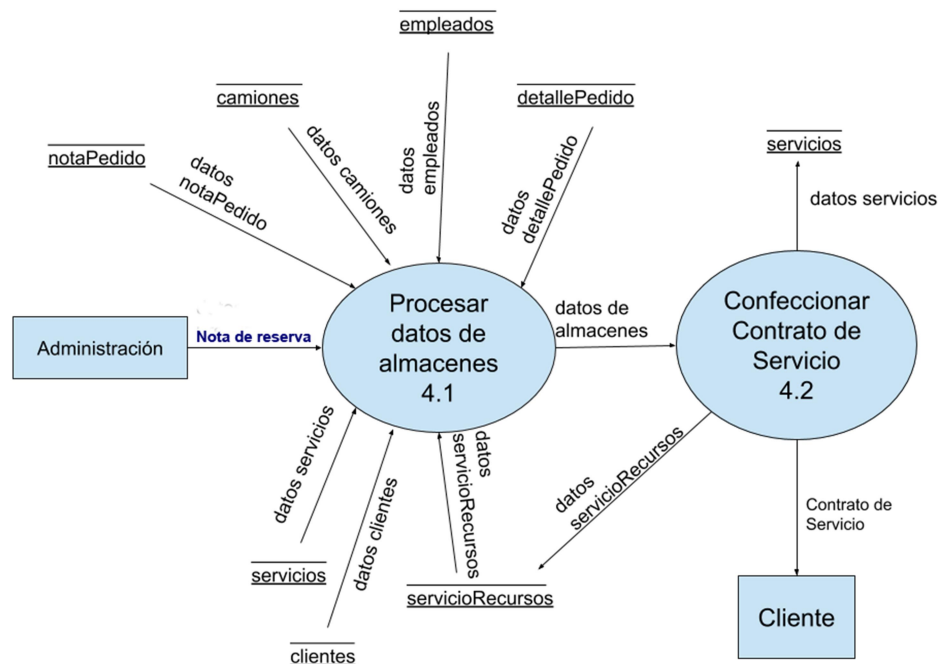 empleados
camiones
detallePedido
notaPedido
servicios
datos
notaPedido
datos camiones
datos
empleados
datos
detallePedido
datos servicios
Administración
Nota de reserva
Procesar
datos de
almacenes
4.1
datos de
almacenes
Confeccionar
Contrato de
Servicio
4.2
datos servicios
datos clientes
datos
servicioRecursos
datos
servicioRecursos
Contrato de
Servicio
servicios
servicioRecursos
clientes
Cliente